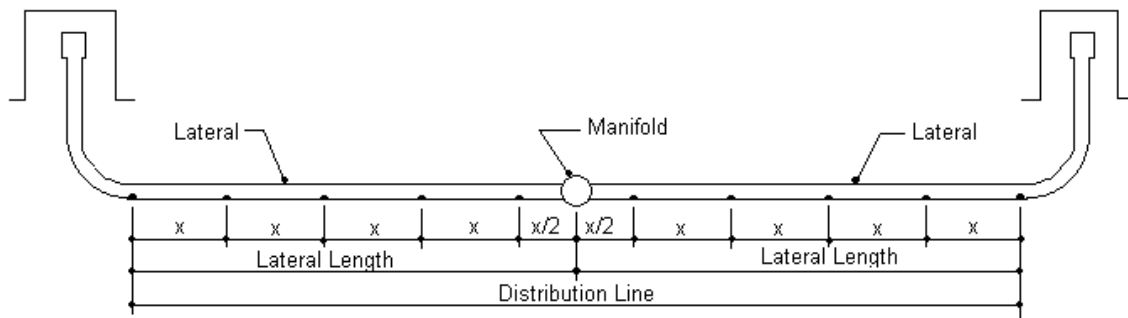 Lateral Manifold Lateral
x x x x x/2 x/2 x x x x
Lateral Length Lateral Length
Distribution Line